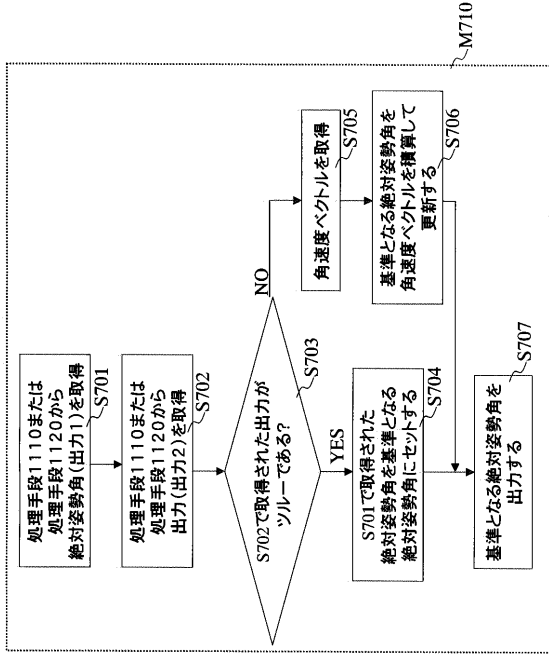 処理手段1110または
処理手段1120から
絶対姿勢角(出力1)を取得
S701
処理手段1110または
処理手段1120から
出力(出力2)を取得
S702
S702で取得された出力が
ツルーである?
S703
NO
YES
S701で取得された
絶対姿勢角を基準となる
絶対姿勢角にセットする
S704
角速度ベクトルを取得
S705
基準となる絶対姿勢角を
角速度ベクトルを積算して
更新する
S706
基準となる絶対姿勢角を
出力する
S707
M710